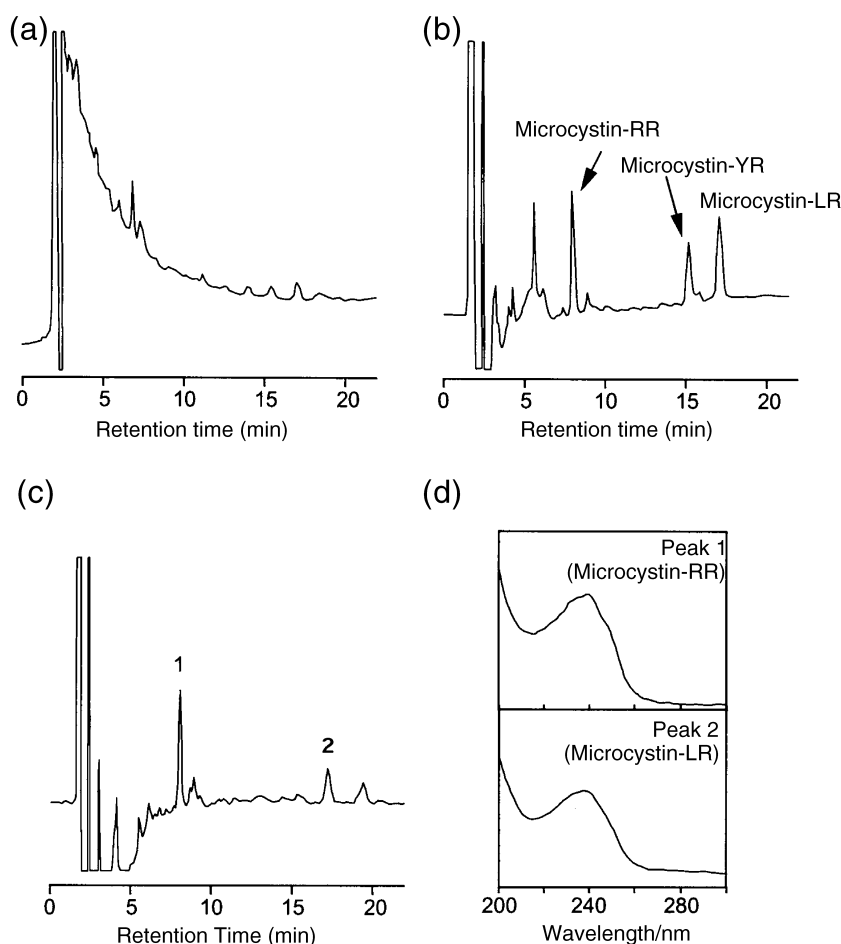 (a)
0 5 10 15 20
Retention time (min)
(b)
Microcystin-RR
Microcystin-YR
Microcystin-LR
0 5 10 15 20
Retention time (min)
(c)
1
2
0 5 10 15 20
Retention Time (min)
(d)
Peak 1
(Microcystin-RR)
Peak 2
(Microcystin-LR)
200 240 280
Wavelength/nm